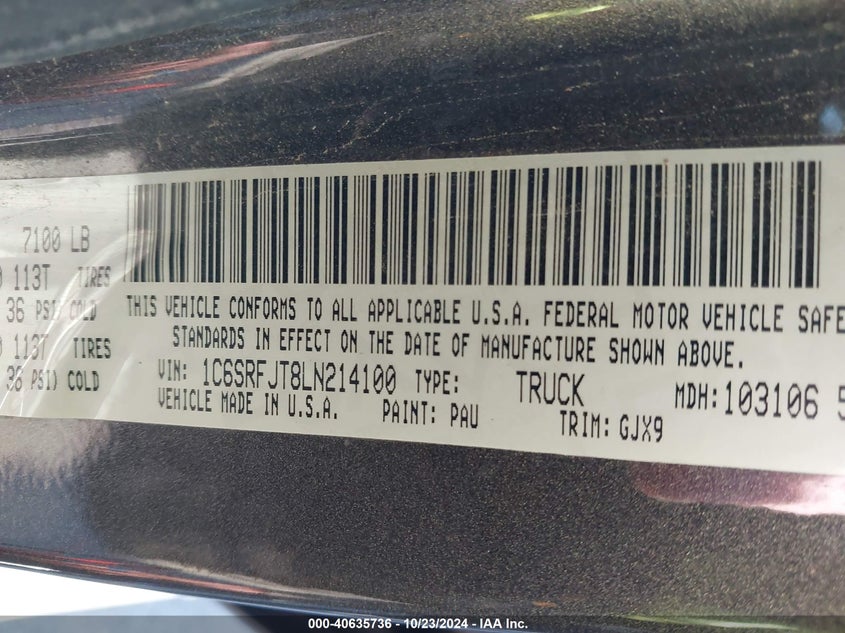 7100 LB
113T TIRES
36 PSI) COLD
113T TIRES
36 PSI) COLD
THIS VEHICLE CONFORMS TO ALL APPLICABLE U.S.A. FEDERAL MOTOR VEHICLE SAFE
STANDARDS IN EFFECT ON THE DATE OF MANUFACTURE SHOWN ABOVE.
VIN: 1C6SRFJT8LN214100 TYPE: TRUCK MDH:103106 5
VEHICLE MADE IN U.S.A. PAINT: PAU TRIM: GJX9
000-40635736 - 10/23/2024 - IAA Inc.